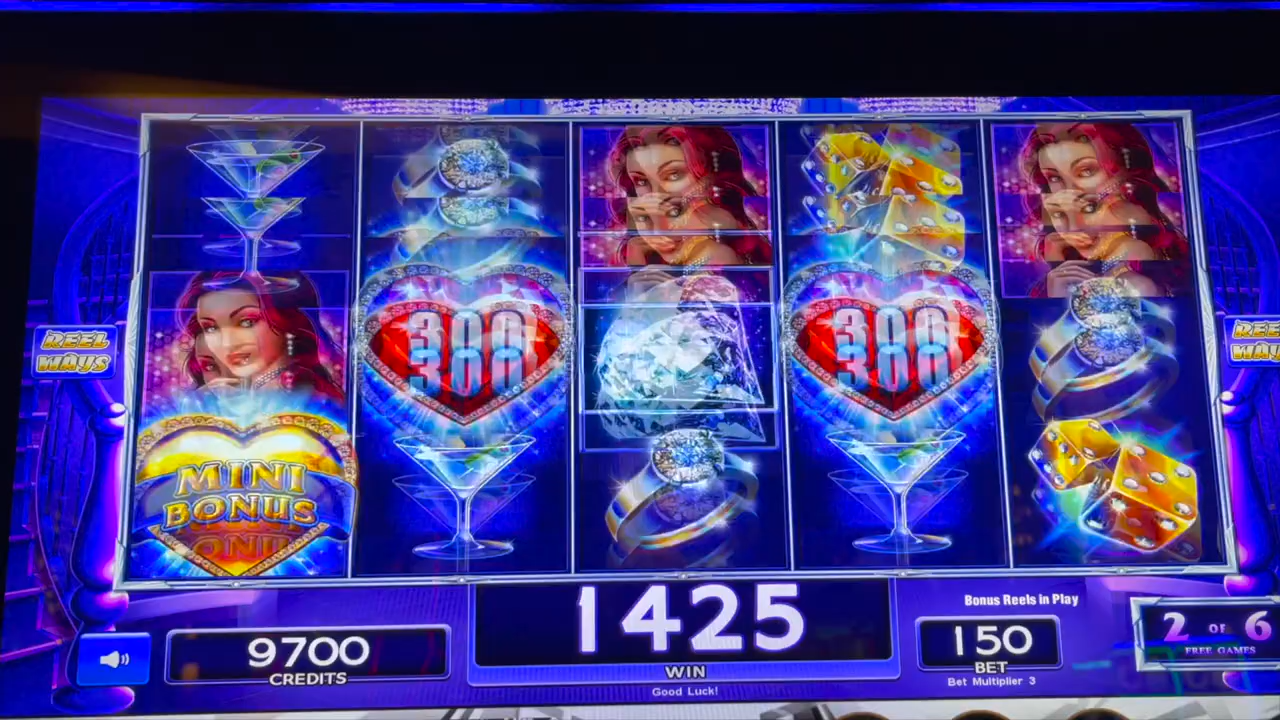 REEL
WAYS
300
300
300
300
REEL
WAYS
MINI
BONUS
9700
CREDITS
1425
WIN
Good Luck!
Bonus Reels in Play
150
BET
Bet Multiplier 3
2 OF 6
FREE GAMES